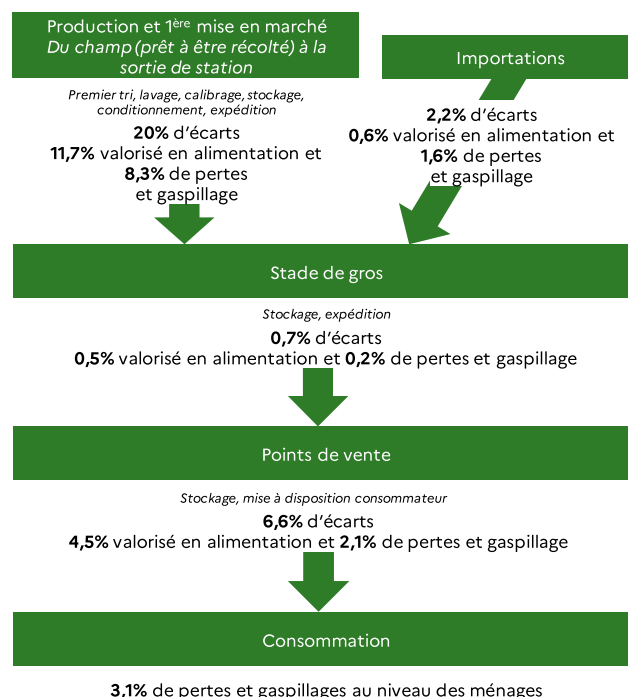 Production et 1ère mise en marché
Du champ (prêt à être récolté) à la
sortie de station
Premier tri, lavage, calibrage, stockage,
conditionnement, expédition
20% d'écarts
11,7% valorisé en alimentation et
8,3% de pertes
et gaspillage
Importations
2,2% d'écarts
0,6% valorisé en alimentation et
1,6% de pertes
et gaspillage
Stade de gros
Stockage, expédition
0,7% d'écarts
0,5% valorisé en alimentation et 0,2% de pertes et gaspillage
Points de vente
Stockage, mise à disposition consommateur
6,6% d'écarts
4,5% valorisé en alimentation et 2,1% de pertes et gaspillage
Consommation
3,1% de pertes et gaspillages au niveau des ménages